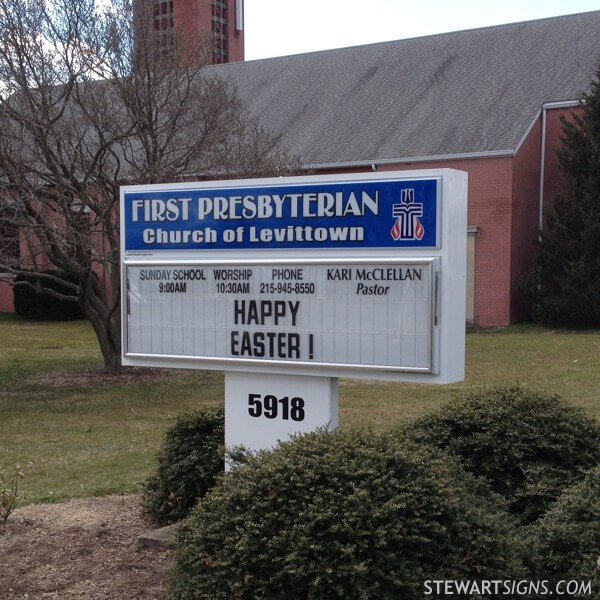 FIRST PRESBYTERIAN
Church of Levittown
SUNDAY SCHOOL WORSHIP PHONE KARI McCLELLAN
9:00AM 10:30AM 215-945-8550 Pastor
HAPPY
EASTER !
5918
STEWARTSIGNS.COM